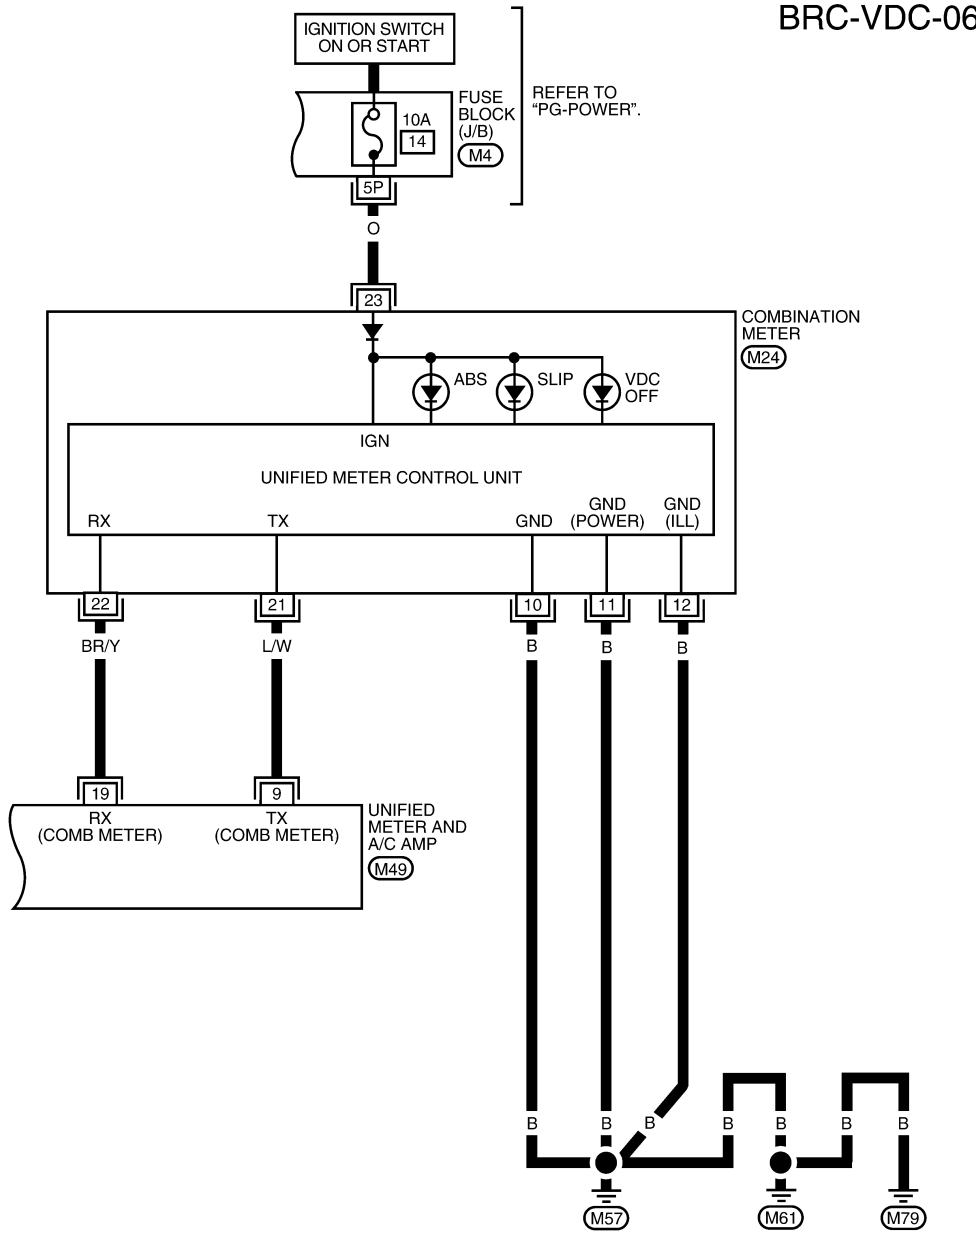 BRC-VDC-06
IGNITION SWITCH
ON OR START
REFER TO
“PG-POWER”.
FUSE
BLOCK
(J/B)
M4
10A
14
5P
O
23
COMBINATION
METER
M24
ABS
SLIP
VDC
OFF
IGN
UNIFIED METER CONTROL UNIT
RX
TX
GND
GND
(POWER)
GND
(ILL)
22
21
10
11
12
BR/Y
L/W
B
B
B
19
9
RX
(COMB METER)
TX
(COMB METER)
UNIFIED
METER AND
A/C AMP
M49
B
B
B
B
B
B
B
M57
M61
M79